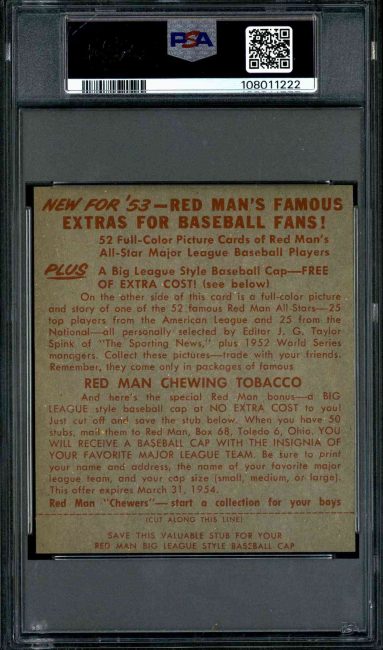 PSA
108011222
NEW FOR '53—RED MAN'S FAMOUS
EXTRAS FOR BASEBALL FANS!
52 Full-Color Picture Cards of Red Man's
All-Star Major League Baseball Players
PLUS A Big League Style Baseball Cap—FREE
OF EXTRA COST! (see below)
On the other side of this card is a full-color picture
and story of one of the 52 famous Red Man All-Stars—25
top players from the American League and 25 from the
National—all personally selected by Editor J. G. Taylor
Spink of "The Sporting News," plus 1952 World Series
managers. Collect these pictures—trade with your friends.
Remember, they come only in packages of famous
RED MAN CHEWING TOBACCO
And here's the special Red Man bonus—a BIG
LEAGUE style baseball cap at NO EXTRA COST to you!
Just cut off and save the stub below. When you have 50
stubs, mail them to Red Man, Box 68, Toledo 6, Ohio. YOU
WILL RECEIVE A BASEBALL CAP WITH THE INSIGNIA OF
YOUR FAVORITE MAJOR LEAGUE TEAM. Be sure to print
your name and address, the name of your favorite major
league team, and your cap size (small, medium, or large).
This offer expires March 31, 1954.
Red Man "Chewers"—start a collection for your boys
(CUT ALONG THIS LINE)
SAVE THIS VALUABLE STUB FOR YOUR
RED MAN BIG LEAGUE STYLE BASEBALL CAP